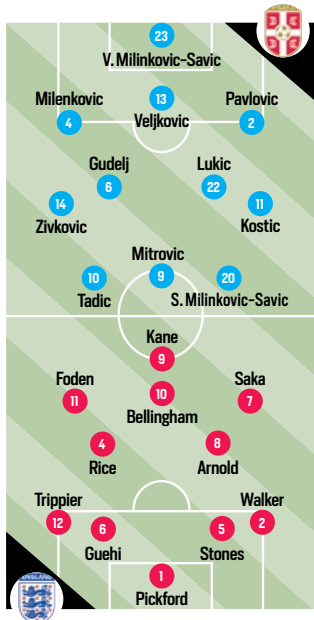 23
V. Milinkovic-Savic
Milenkovic
13
Pavlovic
4
Veljkovic
2
Gudelj
Lukic
6
22
14
11
Zivkovic
Kostic
Mitrovic
10
9
20
Tadic
S. Milinkovic-Savic
Kane
9
Foden
Saka
11
10
7
Bellingham
4
8
Rice
Arnold
Trippier
Walker
12
6
5
2
Guehi
Stones
1
Pickford
ENGLAND